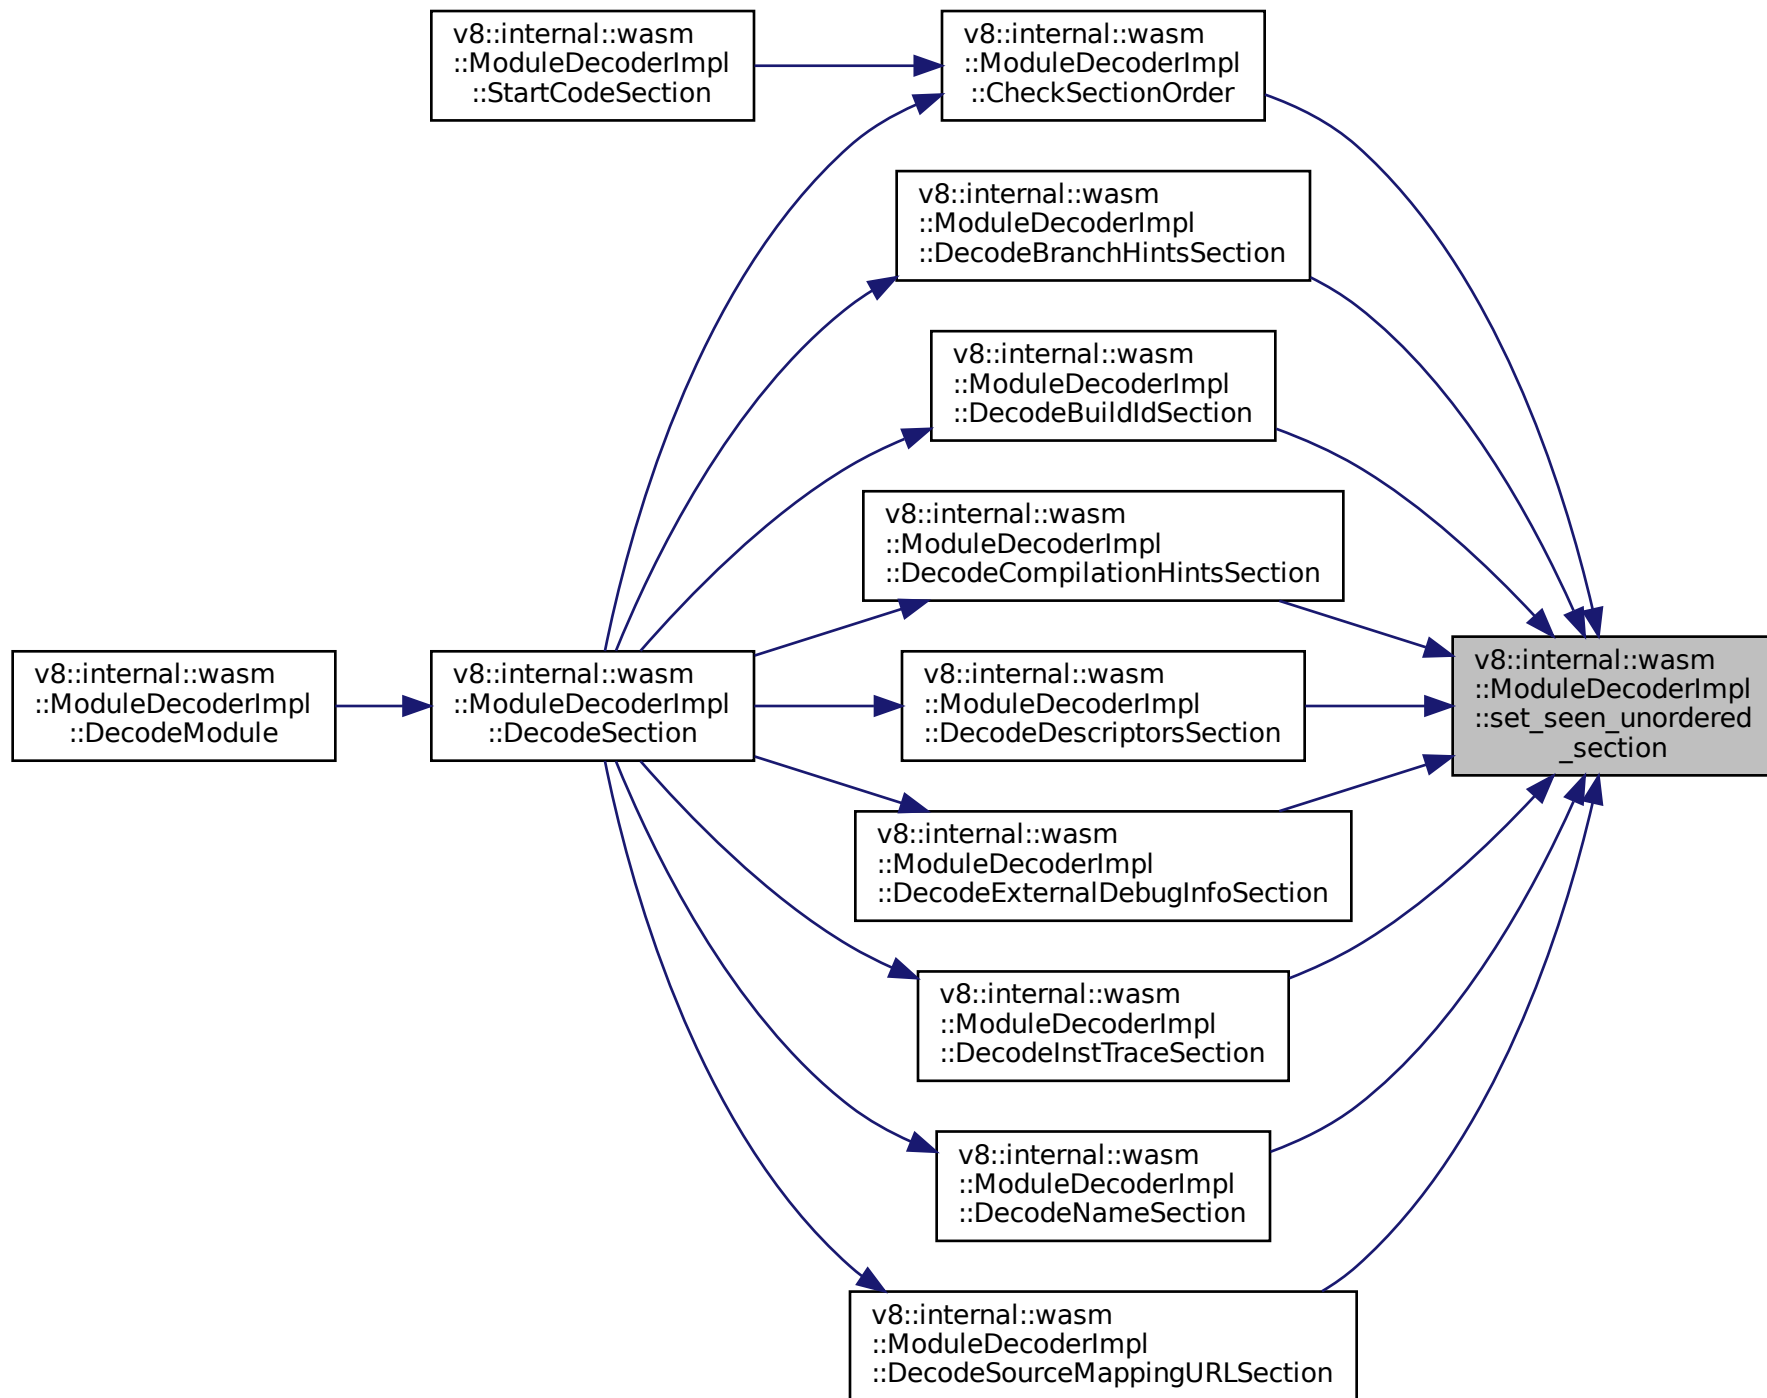 v8::internal::wasm
::ModuleDecoderImpl
::StartCodeSection
v8::internal::wasm
::ModuleDecoderImpl
::CheckSectionOrder
v8::internal::wasm
::ModuleDecoderImpl
::DecodeBranchHintsSection
v8::internal::wasm
::ModuleDecoderImpl
::DecodeBuildIdSection
v8::internal::wasm
::ModuleDecoderImpl
::DecodeCompilationHintsSection
v8::internal::wasm
::ModuleDecoderImpl
::DecodeModule
v8::internal::wasm
::ModuleDecoderImpl
::DecodeSection
v8::internal::wasm
::ModuleDecoderImpl
::DecodeDescriptorsSection
v8::internal::wasm
::ModuleDecoderImpl
::set_seen_unordered
_section
v8::internal::wasm
::ModuleDecoderImpl
::DecodeExternalDebugInfoSection
v8::internal::wasm
::ModuleDecoderImpl
::DecodeInstTraceSection
v8::internal::wasm
::ModuleDecoderImpl
::DecodeNameSection
v8::internal::wasm
::ModuleDecoderImpl
::DecodeSourceMappingURLSection